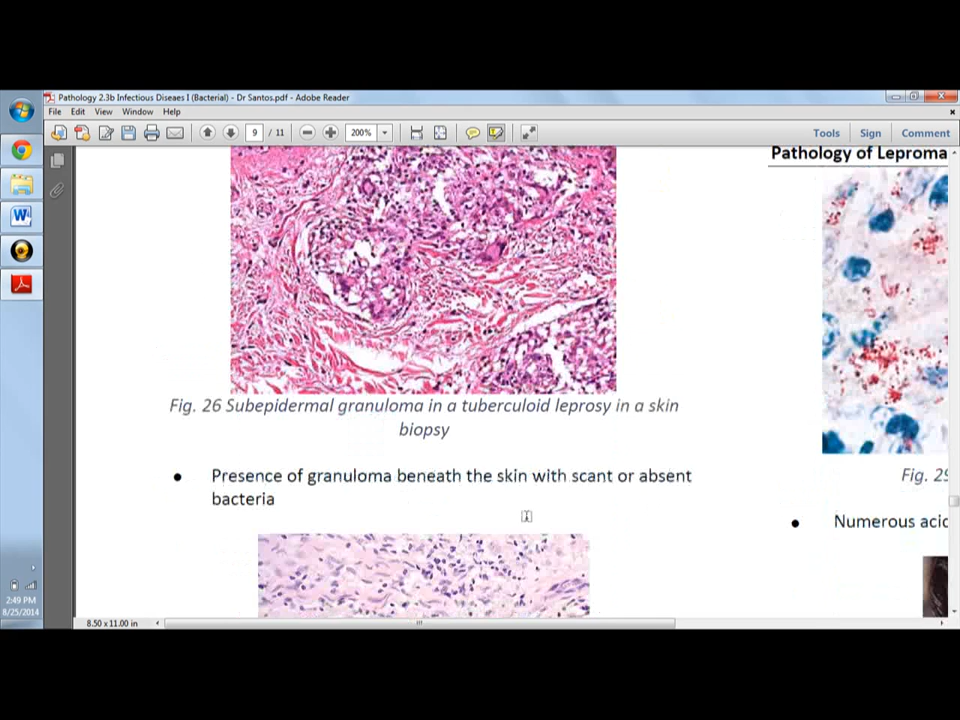 Pathology 2.3b Infectious Diseaes I (Bacterial) - Dr Santos.pdf - Adobe Reader
File Edit View Window Help
9 / 11 200% Tools Sign Comment
Pathology of Leproma
Fig. 26 Subepidermal granuloma in a tuberculoid leprosy in a skin
biopsy
Fig. 29
• Presence of granuloma beneath the skin with scant or absent
bacteria
• Numerous acid
2:49 PM
8/25/2014
8.50 x 11.00 in